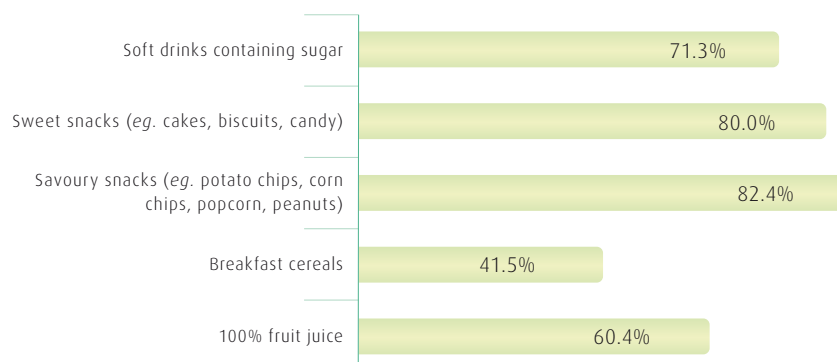 Soft drinks containing sugar
71.3%
Sweet snacks (eg. cakes, biscuits, candy)
80.0%
Savoury snacks (eg. potato chips, corn
chips, popcorn, peanuts)
82.4%
Breakfast cereals
41.5%
100% fruit juice
60.4%